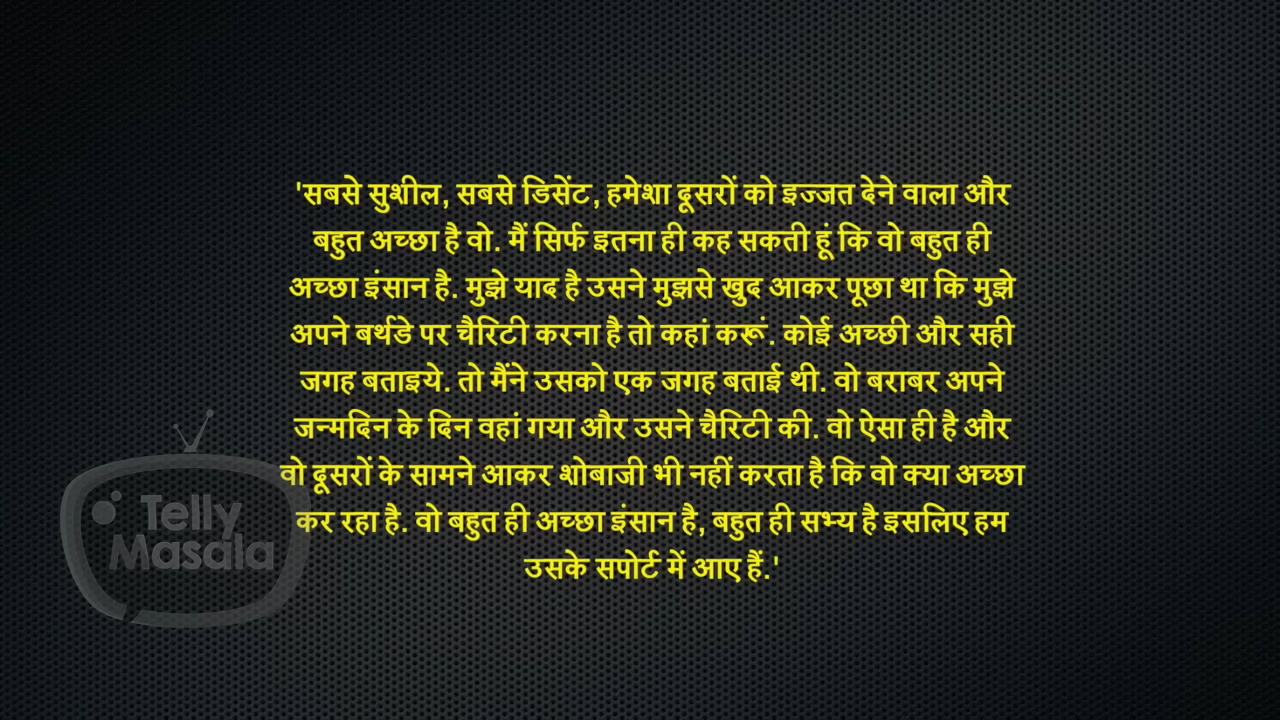 'सबसे सुशील, सबसे डिसेंट, हमेशा दूसरों को इज्जत देने वाला और
बहुत अच्छा है वो. मैं सिर्फ इतना ही कह सकती हूं कि वो बहुत ही
अच्छा इंसान है. मुझे याद है उसने मुझसे खुद आकर पूछा था कि मुझे
अपने बर्थडे पर चैरिटी करना है तो कहां करूं. कोई अच्छी और सही
जगह बताइये. तो मैंने उसको एक जगह बताई थी. वो बराबर अपने
जन्मदिन के दिन वहां गया और उसने चैरिटी की. वो ऐसा ही है और
वो दूसरों के सामने आकर शोबाजी भी नहीं करता है कि वो क्या अच्छा
कर रहा है. वो बहुत ही अच्छा इंसान है, बहुत ही सभ्य है इसलिए हम
उसके सपोर्ट में आए हैं.'
Telly
Masala